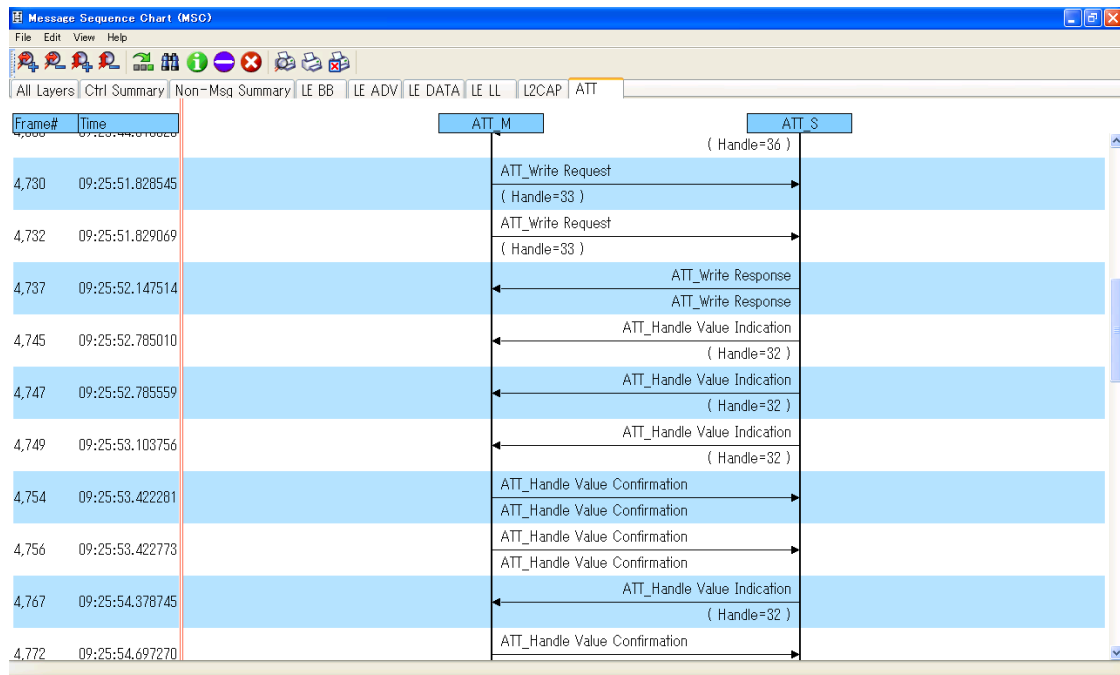 Message Sequence Chart (MSC)
File Edit View Help
All Layers Ctrl Summary Non-Msg Summary LE BB LE ADV LE DATA LE LL L2CAP ATT
Frame# Time ATT_M ATT_S
( Handle=36 )
ATT_Write Request
4,730 09:25:51.828545
( Handle=33 )
ATT_Write Request
4,732 09:25:51.829069
( Handle=33 )
ATT_Write Response
4,737 09:25:52.147514
ATT_Write Response
ATT_Handle Value Indication
4,745 09:25:52.785010
( Handle=32 )
ATT_Handle Value Indication
4,747 09:25:52.785559
( Handle=32 )
ATT_Handle Value Indication
4,749 09:25:53.103756
( Handle=32 )
ATT_Handle Value Confirmation
4,754 09:25:53.422281
ATT_Handle Value Confirmation
ATT_Handle Value Confirmation
4,756 09:25:53.422773
ATT_Handle Value Confirmation
ATT_Handle Value Indication
4,767 09:25:54.378745
( Handle=32 )
ATT_Handle Value Confirmation
4,772 09:25:54.697270